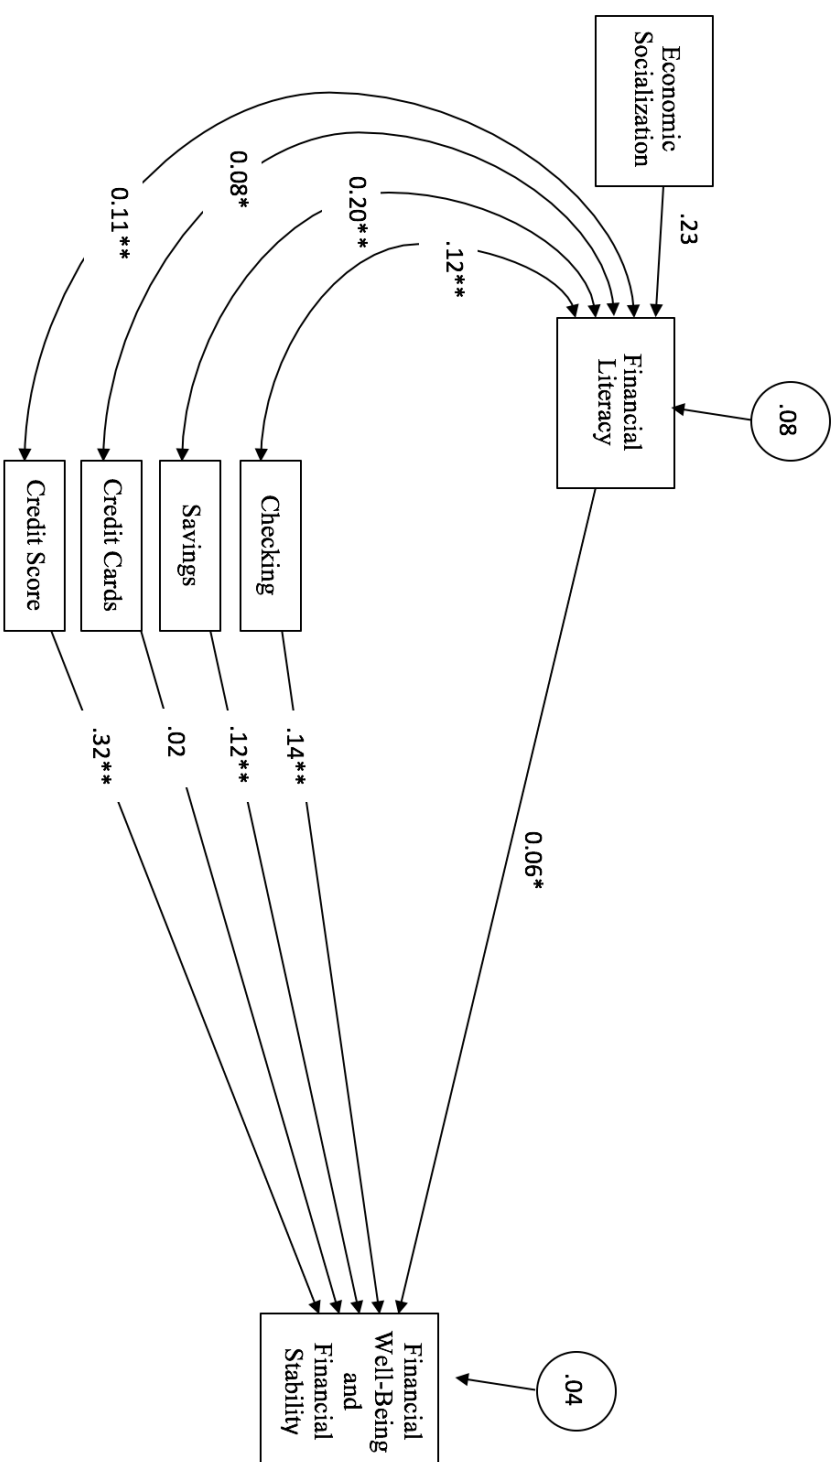 Economic
Socialization
.23
Financial
Literacy
.08
.12**
0.20**
0.08*
0.11**
Checking
Savings
Credit Cards
Credit Score
0.06*
.14**
.12**
.02
.32**
Financial
Well-Being
and
Financial
Stability
.04